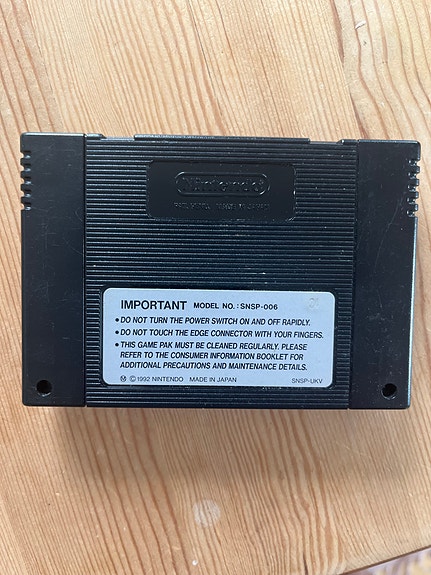 Nintendo
IMPORTANT MODEL NO. : SNSP-006
• DO NOT TURN THE POWER SWITCH ON AND OFF RAPIDLY.
• DO NOT TOUCH THE EDGE CONNECTOR WITH YOUR FINGERS.
• THIS GAME PAK MUST BE CLEANED REGULARLY. PLEASE
REFER TO THE CONSUMER INFORMATION BOOKLET FOR
ADDITIONAL PRECAUTIONS AND MAINTENANCE DETAILS.
Ⓜ ©1992 NINTENDO MADE IN JAPAN SNSP-UKV